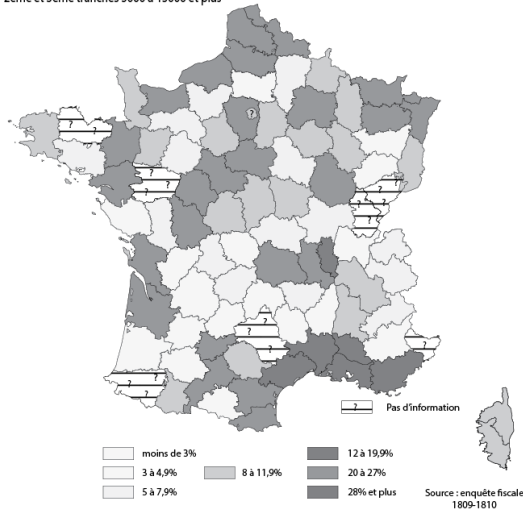 2ème et 3ème tranches 5000 à 15000 et plus
?
? ?
?
?
? ?
?
?
? ?
?
?
?
?
?
? ?
?
? Pas d'information
moins de 3%
12 à 19,9%
3 à 4,9%
8 à 11,9%
20 à 27%
5 à 7,9%
28% et plus
Source : enquête fiscale
1809-1810